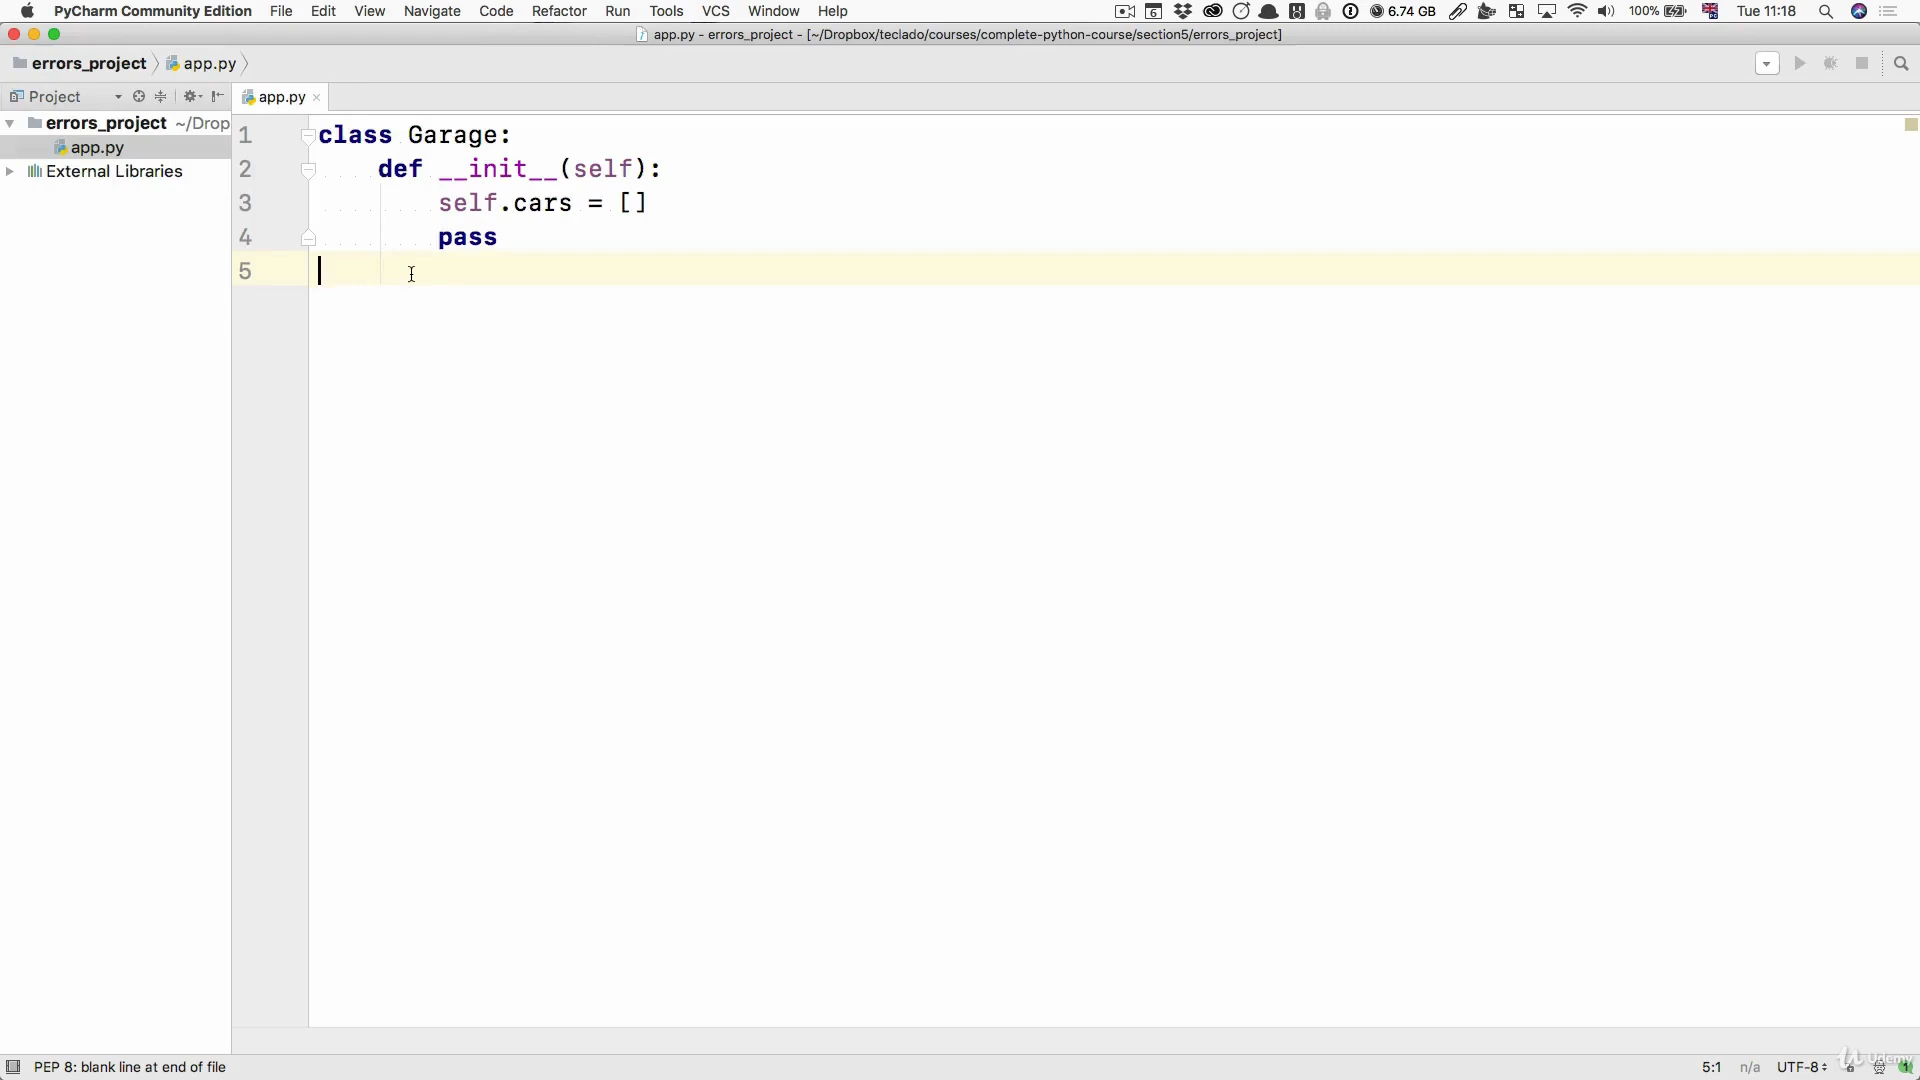 PyCharm Community Edition File Edit View Navigate Code Refactor Run Tools VCS Window Help 6 6.74 GB 100% Tue 11:18
app.py - errors_project - [~/Dropbox/teclado/courses/complete-python-course/section5/errors_project]
errors_project app.py
Project app.py
errors_project ~/Drop
app.py
External Libraries
1 class Garage:
2 def __init__(self):
3 self.cars = []
4 pass
5
PEP 8: blank line at end of file 5:1 n/a UTF-8 1
Udemy